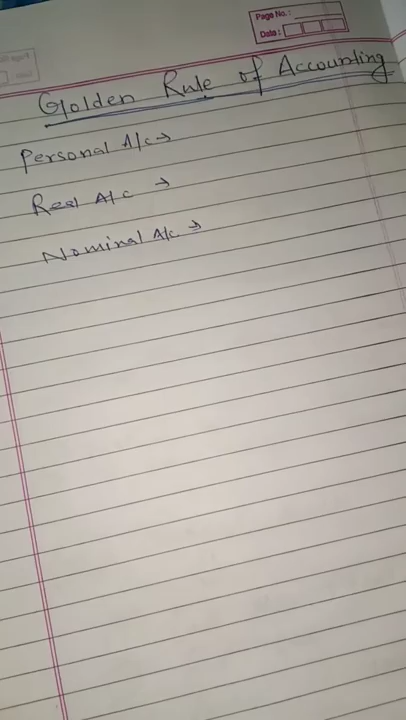 Page No.:
Date:
Golden Rule of Accounting
Personal A/c →
Real A/c →
Nominal A/c →